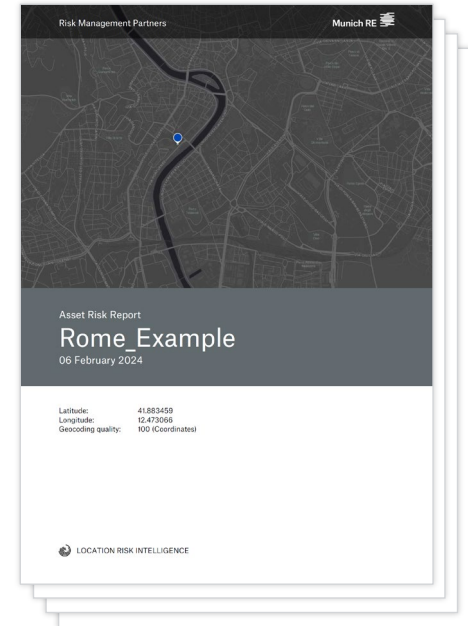 Risk Management Partners
Munich RE
Asset Risk Report
Rome_Example
06 February 2024
Latitude: 41.883459
Longitude: 12.473066
Geocoding quality: 100 (Coordinates)
LOCATION RISK INTELLIGENCE